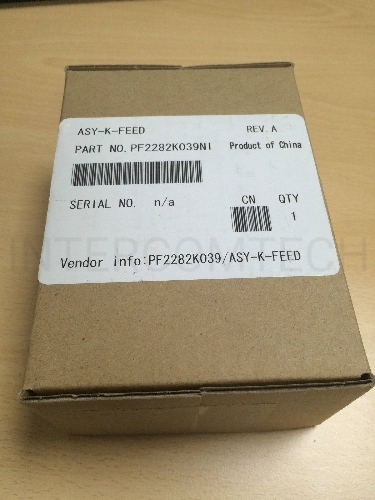 ASY-K-FEED REV.A
PART NO.PF2282K039NI Product of China
SERIAL NO. n/a CN QTY
1
Vendor info:PF2282K039/ASY-K-FEED
INTERCOMTECH